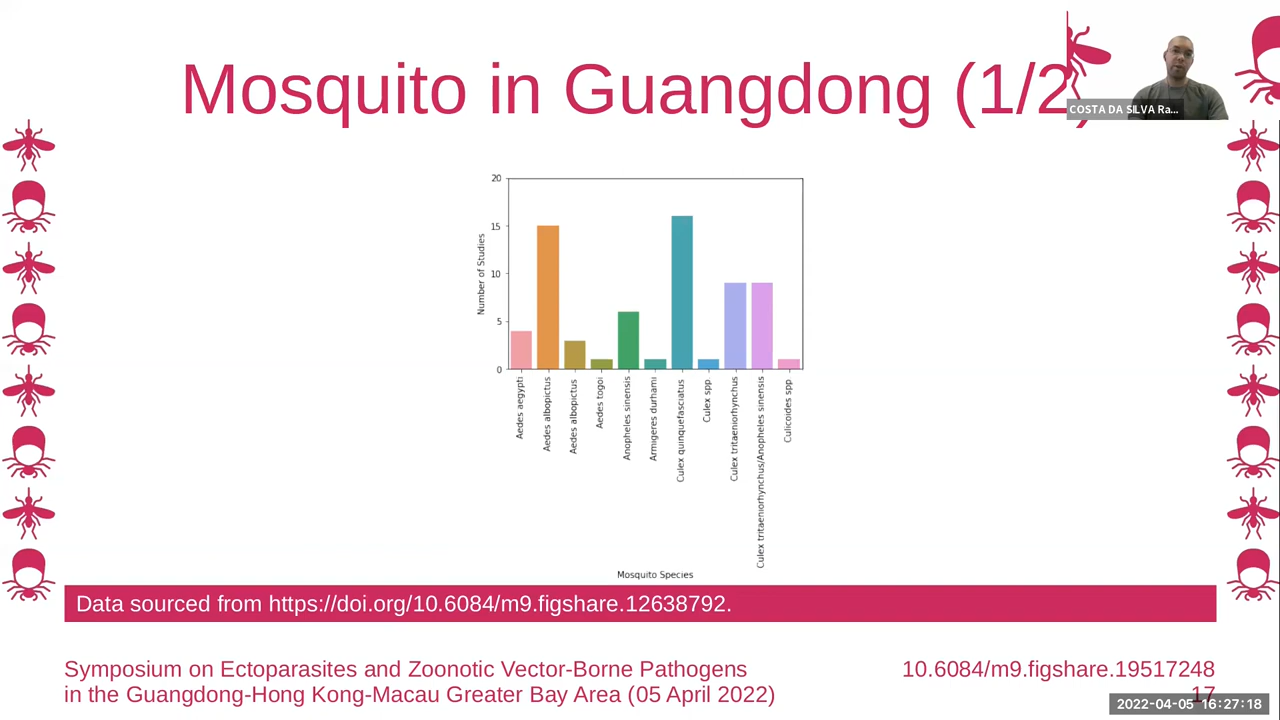 Mosquito in Guangdong (1/2)
COSTA DA SILVA Ra...
20
15
10
5
0
Number of Studies
Aedes aegypti
Aedes albopictus
Aedes albopictus
Aedes togoi
Anopheles sinensis
Armigeres durhami
Culex quinquefasciatus
Culex spp
Culex tritaeniorhynchus
Culex tritaeniorhynchus/Anopheles sinensis
Culicoides spp
Mosquito Species
Data sourced from https://doi.org/10.6084/m9.figshare.12638792.
Symposium on Ectoparasites and Zoonotic Vector-Borne Pathogens
in the Guangdong-Hong Kong-Macau Greater Bay Area (05 April 2022)
10.6084/m9.figshare.19517248
17
2022-04-05 16:27:18